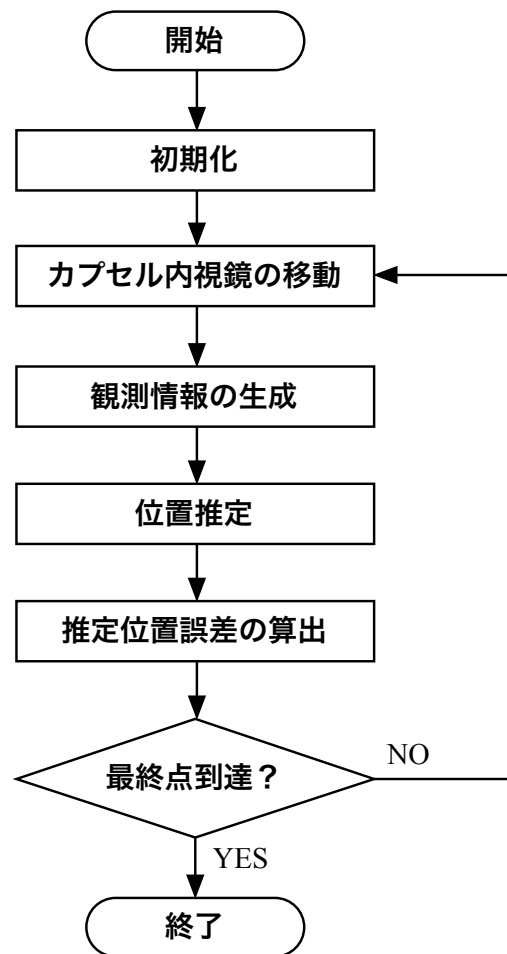 開始
初期化
カプセル内視鏡の移動
観測情報の生成
位置推定
推定位置誤差の算出
最終点到達？
NO
YES
終了